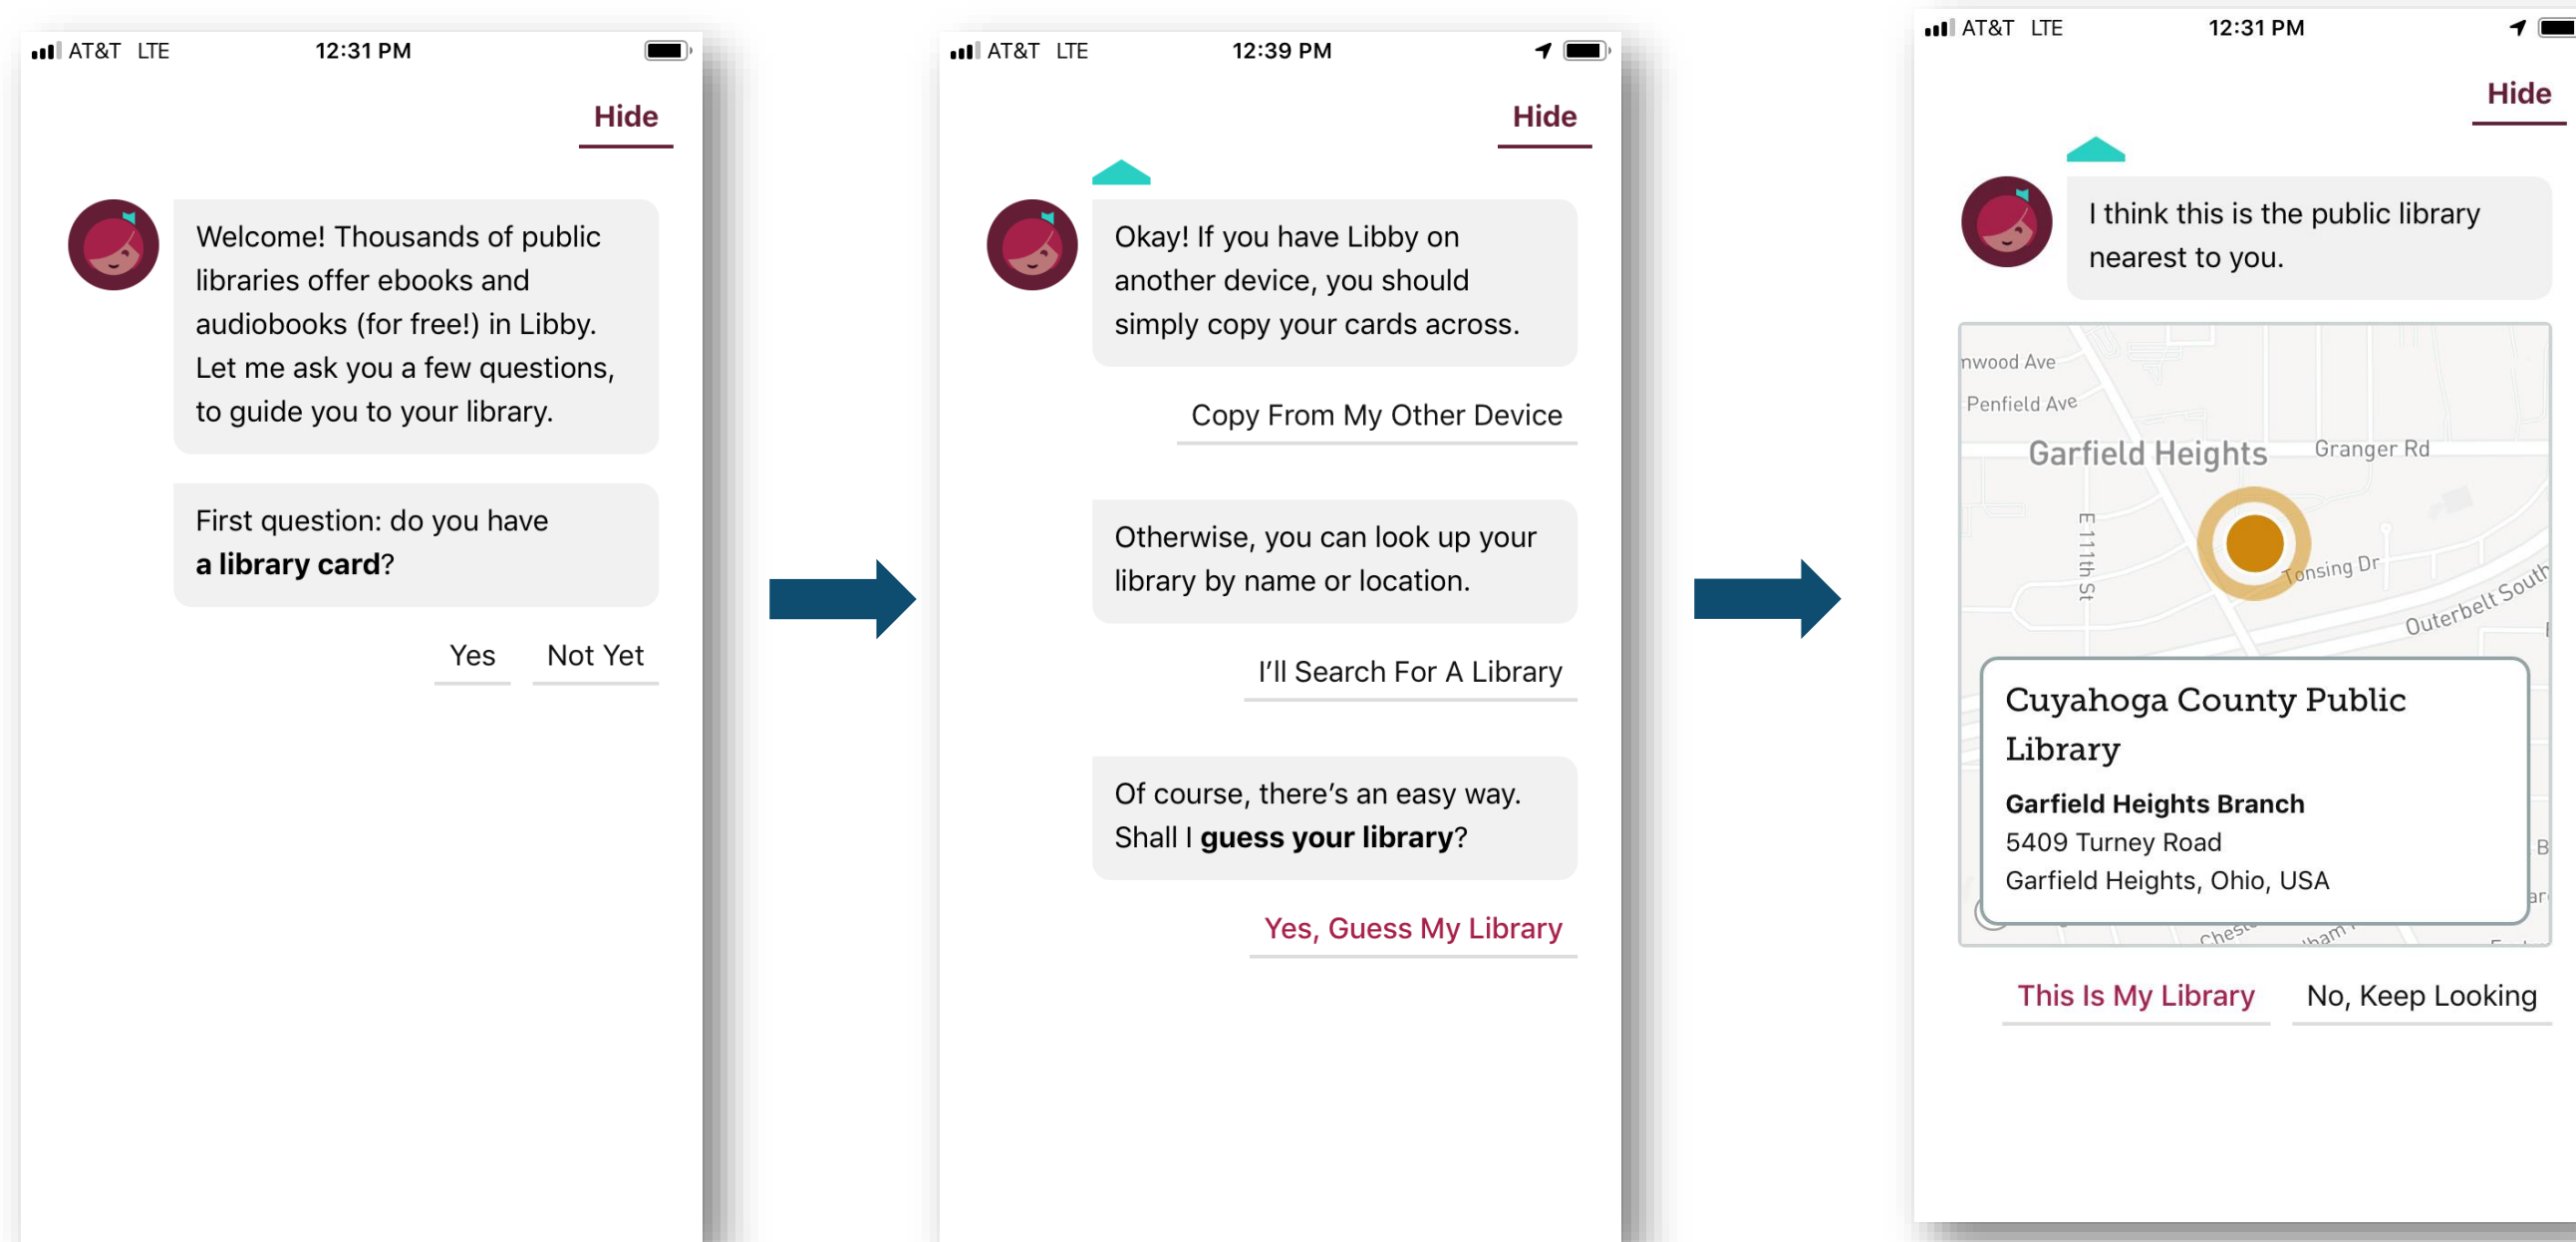 AT&T LTE 12:31 PM
Hide
Welcome! Thousands of public
libraries offer ebooks and
audiobooks (for free!) in Libby.
Let me ask you a few questions,
to guide you to your library.
First question: do you have
a library card?
Yes Not Yet
AT&T LTE 12:39 PM
Hide
Okay! If you have Libby on
another device, you should
simply copy your cards across.
Copy From My Other Device
Otherwise, you can look up your
library by name or location.
I'll Search For A Library
Of course, there's an easy way.
Shall I guess your library?
Yes, Guess My Library
AT&T LTE 12:31 PM
Hide
I think this is the public library
nearest to you.
nwood Ave
Penfield Ave
Garfield Heights Granger Rd
E 111th St
Tonsing Dr
Outerbelt South
Cuyahoga County Public
Library
Garfield Heights Branch
5409 Turney Road
Garfield Heights, Ohio, USA
This Is My Library No, Keep Looking